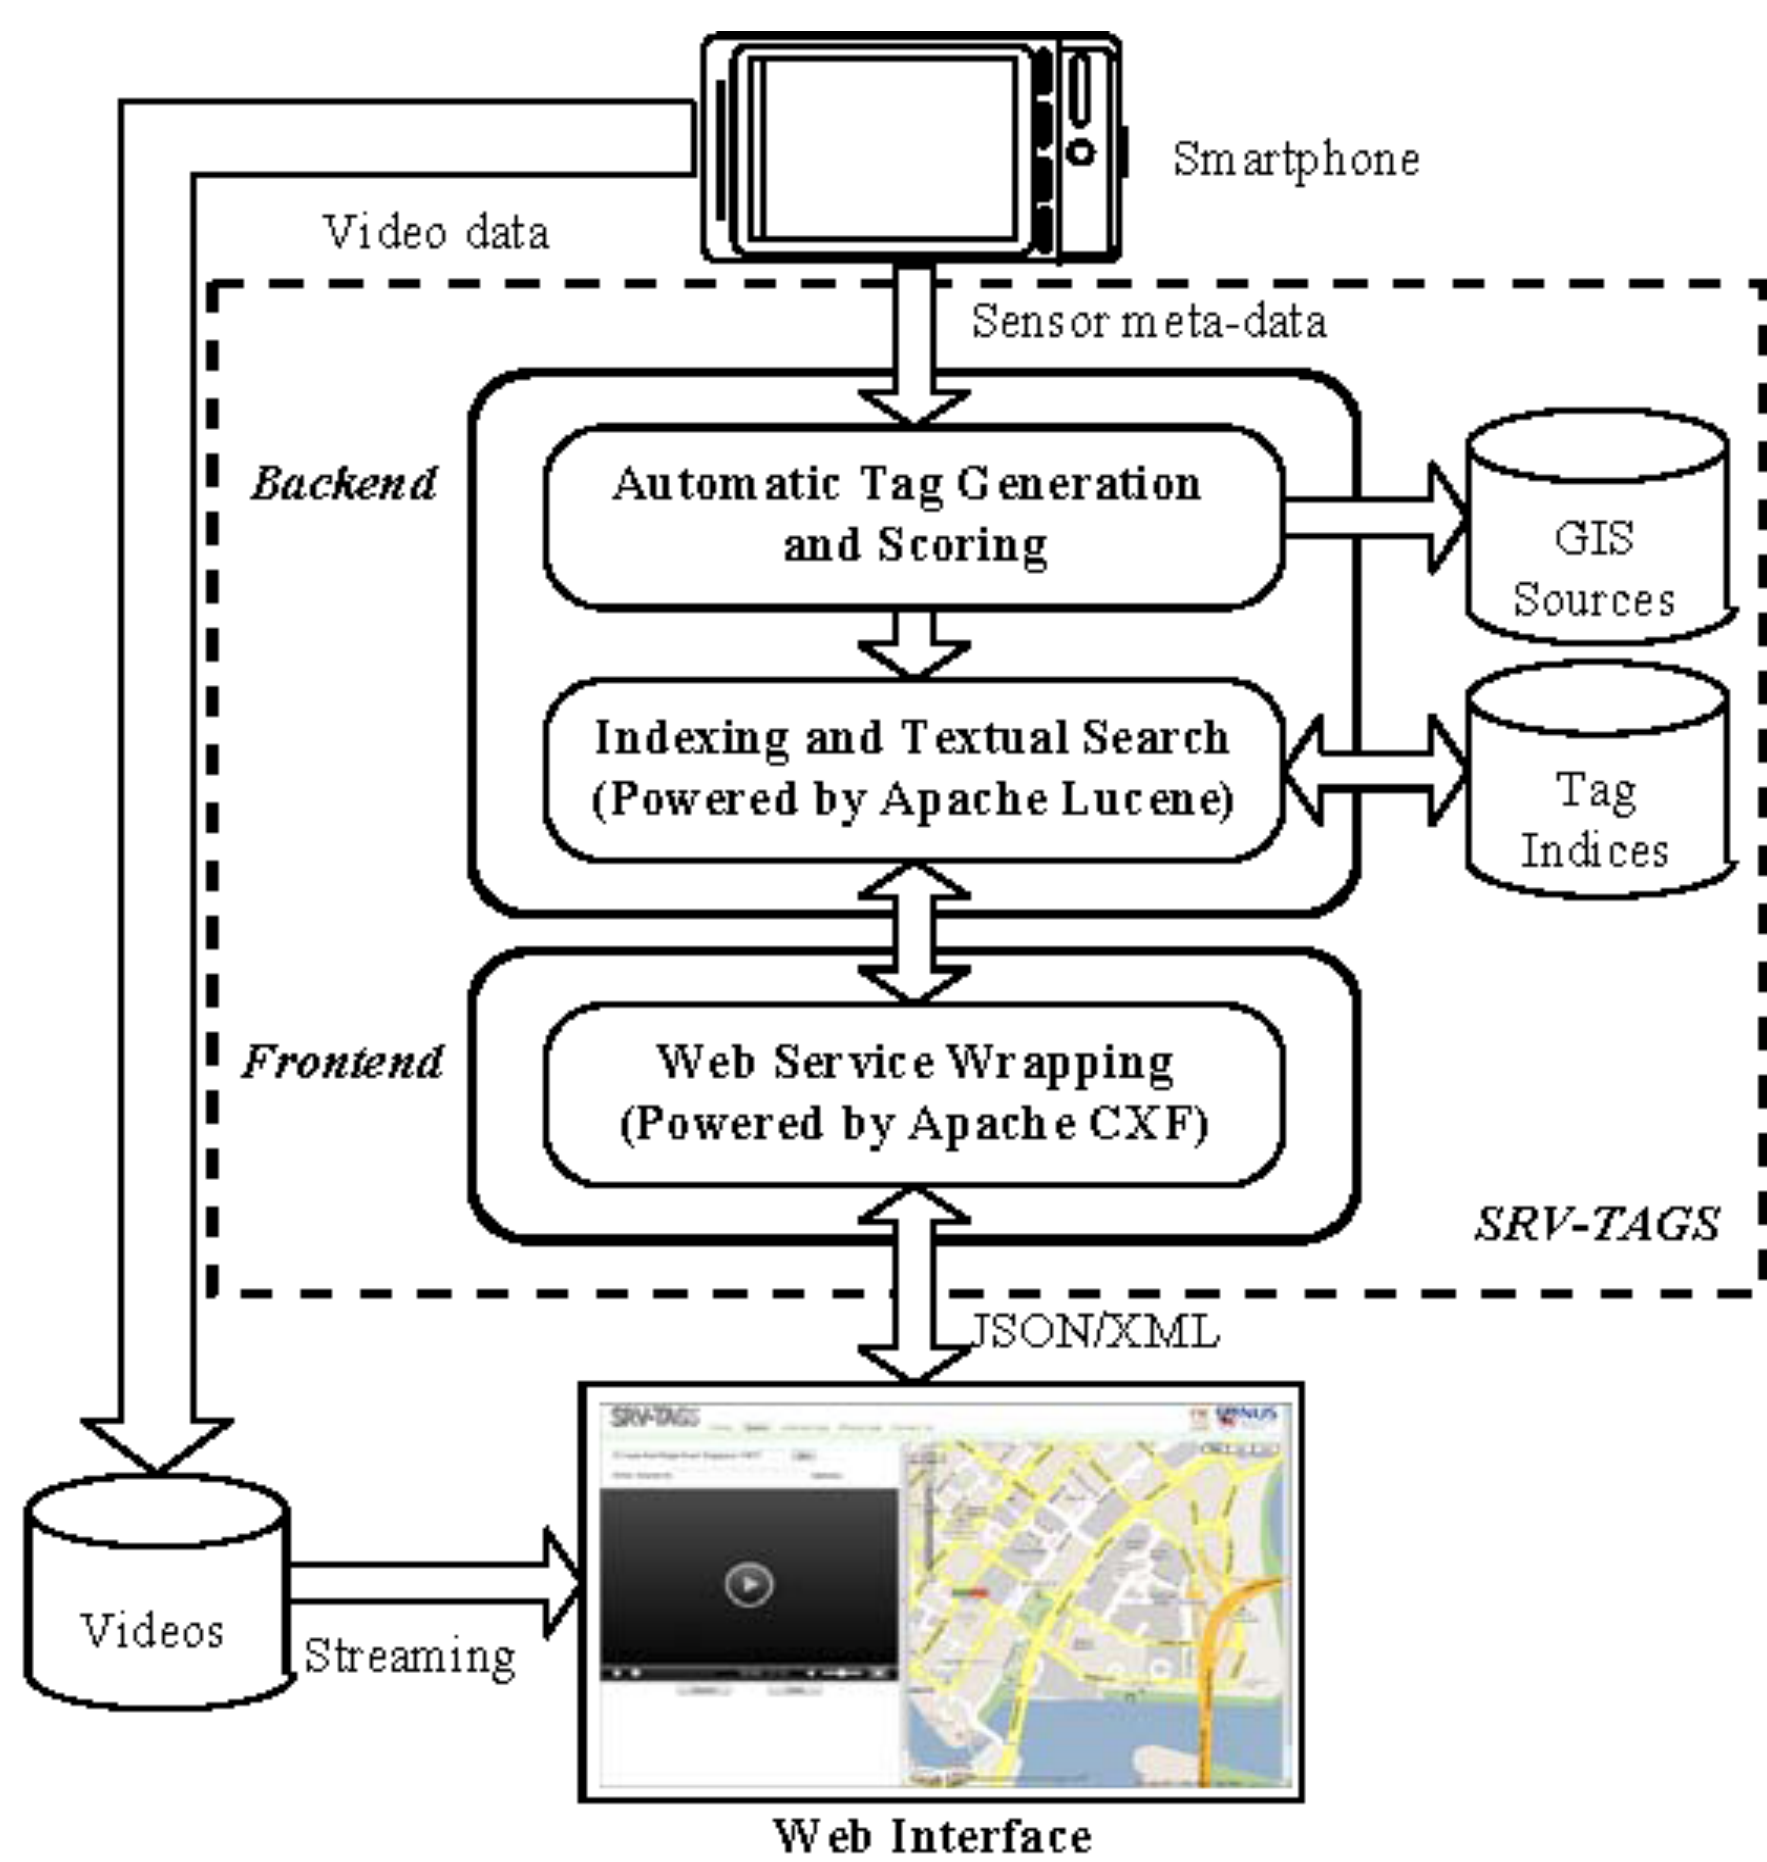 Smartphone
Video data
Sensor meta-data
Backend
Automatic Tag Generation
and Scoring
GIS
Sources
Indexing and Textual Search
(Powered by Apache Lucene)
Tag
Indices
Frontend
Web Service Wrapping
(Powered by Apache CXF)
SRV-TAGS
JSON/XML
SRV-TAGS
NUS
Videos
Streaming
Web Interface